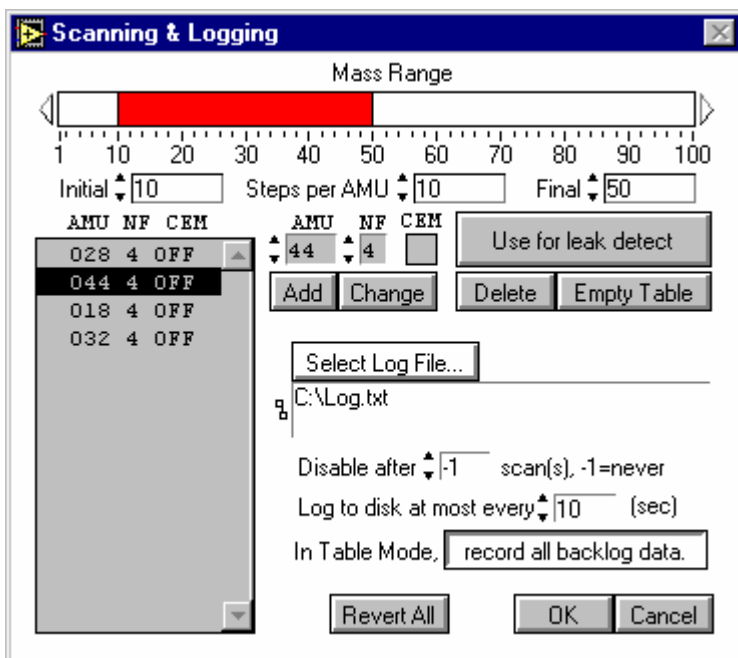 Scanning & Logging
Mass Range
1 10 20 30 40 50 60 70 80 90 100
Initial 10 Steps per AMU 10 Final 50
AMU NF CEM
028 4 OFF
044 4 OFF
018 4 OFF
032 4 OFF
AMU NF CEM
44 4
Use for leak detect
Add Change Delete Empty Table
Select Log File...
C:\Log.txt
Disable after -1 scan(s), -1=never
Log to disk at most every 10 (sec)
In Table Mode, record all backlog data.
Revert All OK Cancel